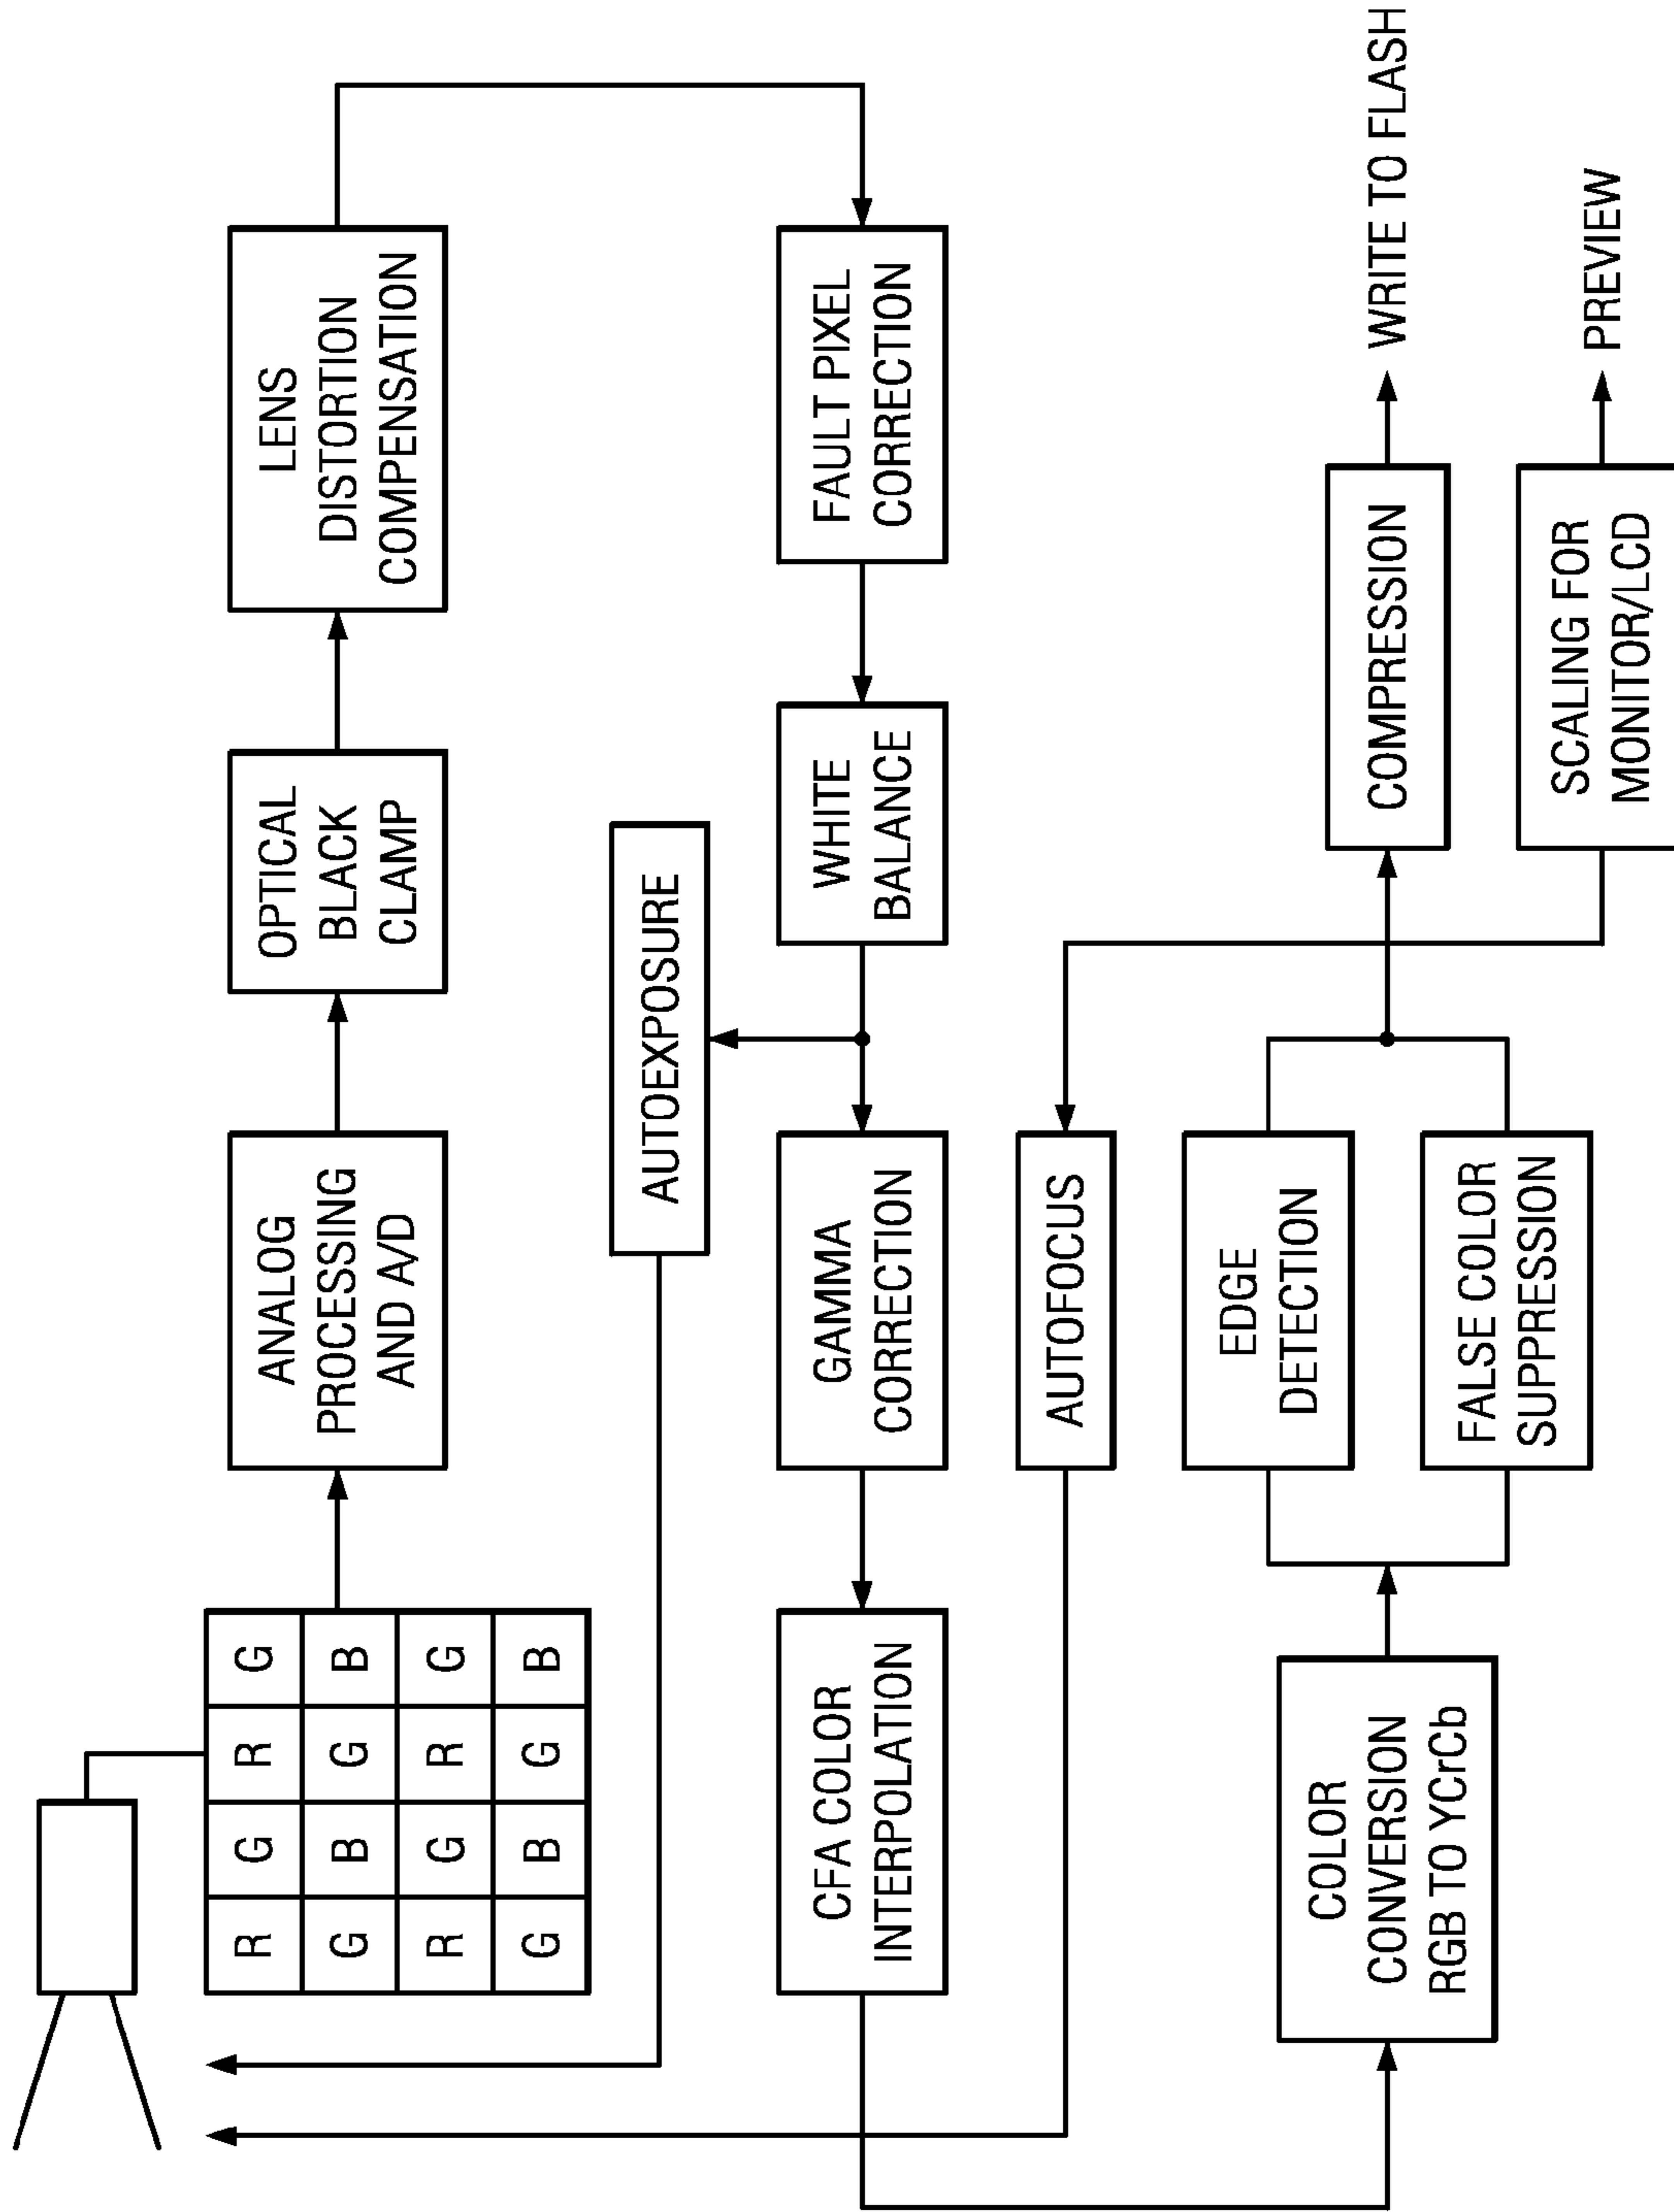 R G R G
G B G B
R G R G
G B G B
ANALOG
PROCESSING
AND A/D
OPTICAL
BLACK
CLAMP
LENS
DISTORTION
COMPENSATION
AUTOEXPOSURE
CFA COLOR
INTERPOLATION
GAMMA
CORRECTION
WHITE
BALANCE
FAULT PIXEL
CORRECTION
AUTOFOCUS
COLOR
CONVERSION
RGB TO YCrCb
EDGE
DETECTION
FALSE COLOR
SUPPRESSION
COMPRESSION
WRITE TO FLASH
SCALING FOR
MONITOR/LCD
PREVIEW